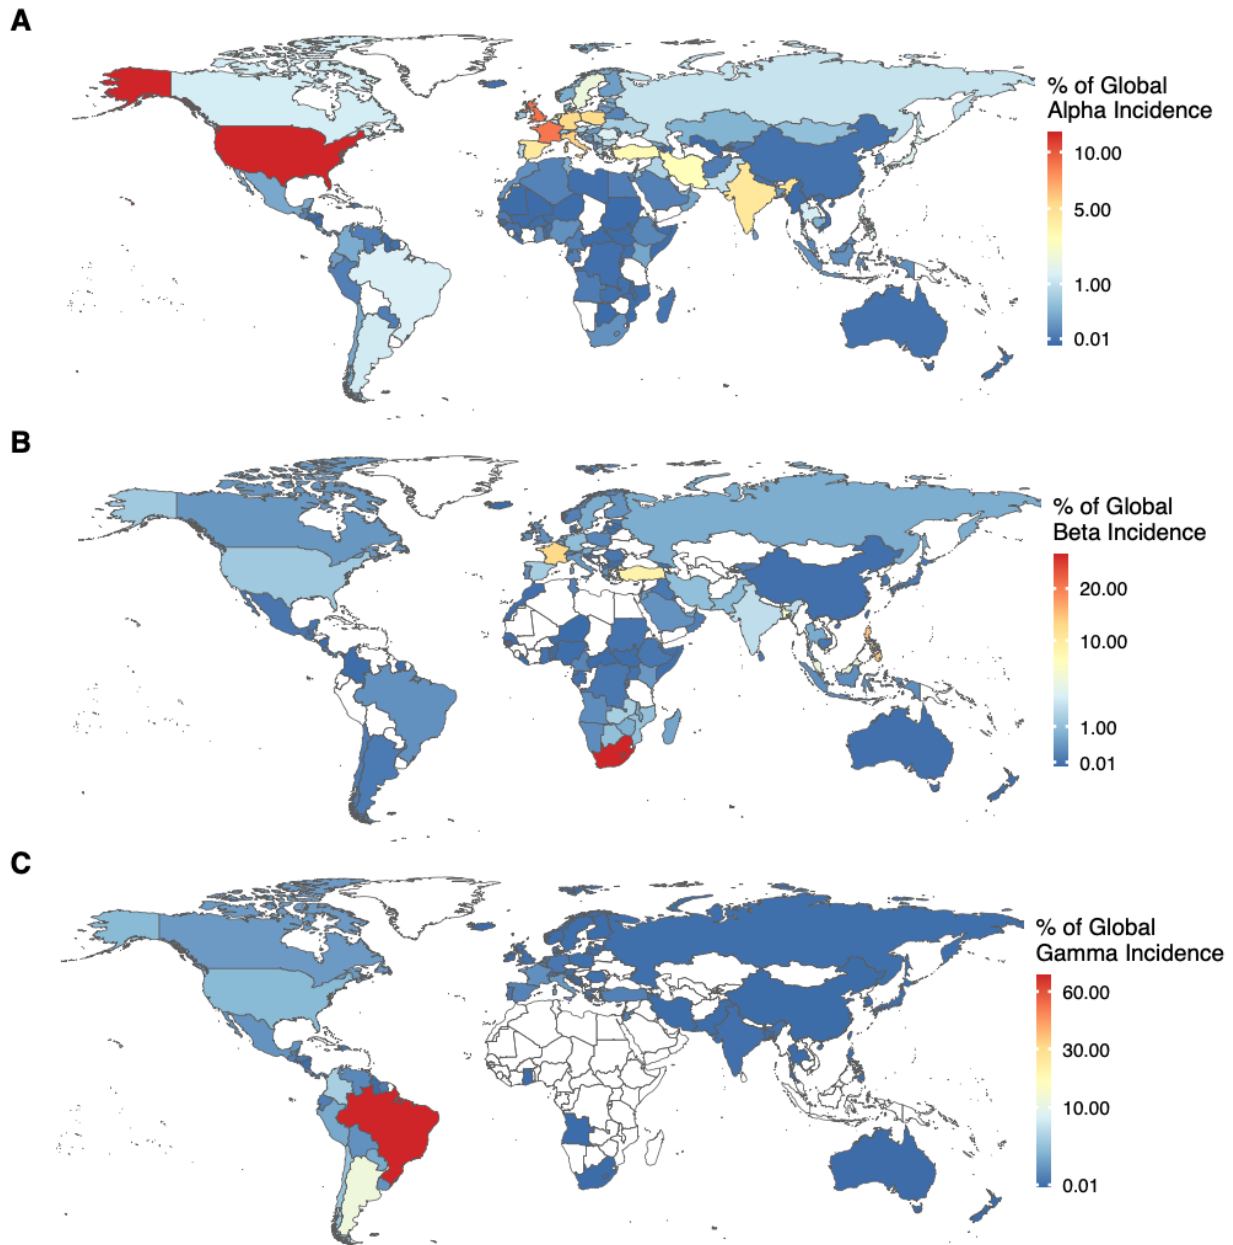 A
% of Global
Alpha Incidence
10.00
5.00
1.00
0.01
B
% of Global
Beta Incidence
20.00
10.00
1.00
0.01
C
% of Global
Gamma Incidence
60.00
30.00
10.00
0.01